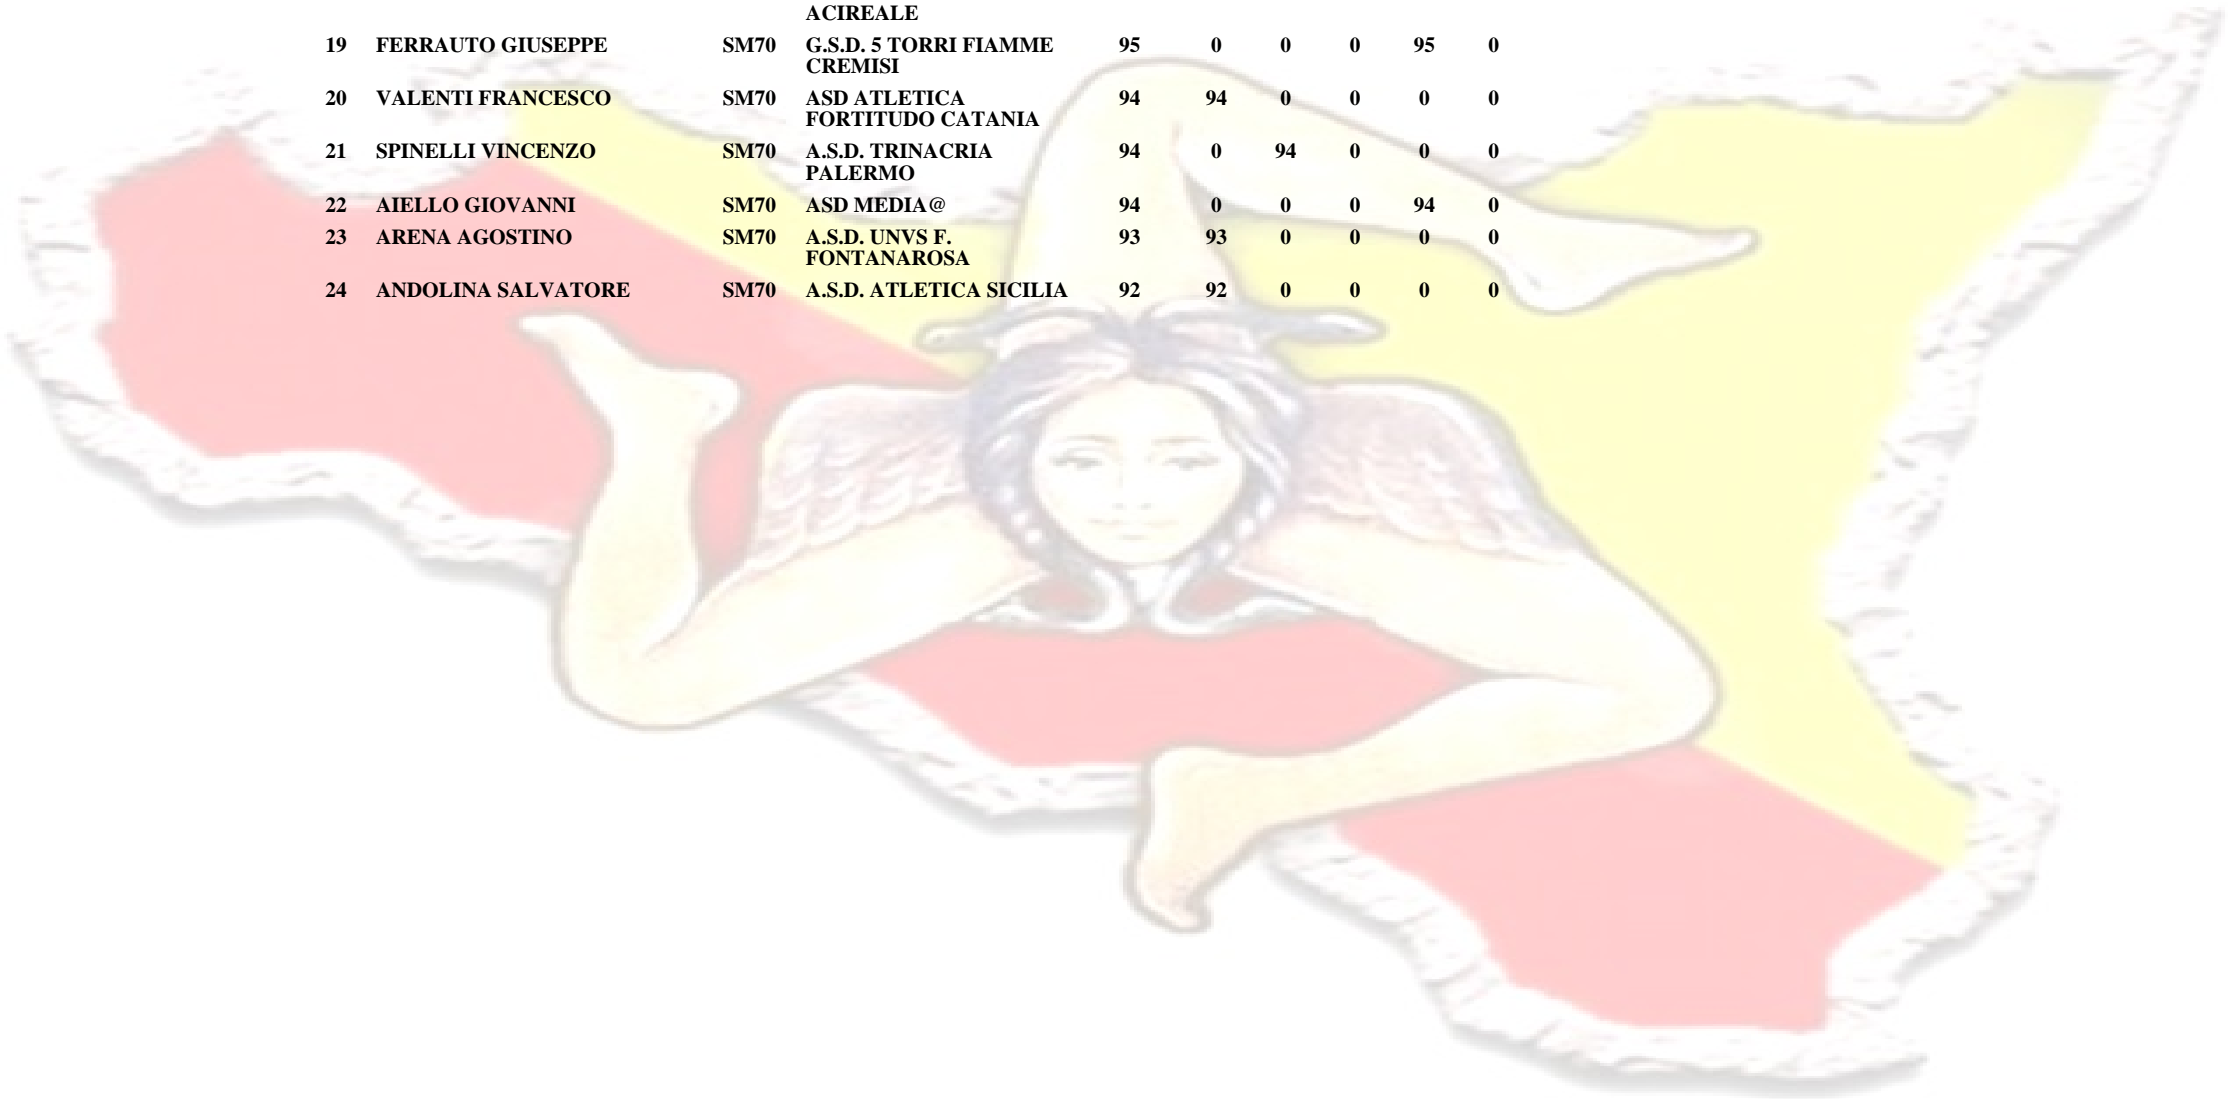 ACIREALE
19 FERRAUTO GIUSEPPE SM70 G.S.D. 5 TORRI FIAMME 95 0 0 0 95 0
CREMISI
20 VALENTI FRANCESCO SM70 ASD ATLETICA 94 94 0 0 0 0
FORTITUDO CATANIA
21 SPINELLI VINCENZO SM70 A.S.D. TRINACRIA 94 0 94 0 0 0
PALERMO
22 AIELLO GIOVANNI SM70 ASD MEDIA@ 94 0 0 0 94 0
23 ARENA AGOSTINO SM70 A.S.D. UNVS F. 93 93 0 0 0 0
FONTANAROSA
24 ANDOLINA SALVATORE SM70 A.S.D. ATLETICA SICILIA 92 92 0 0 0 0